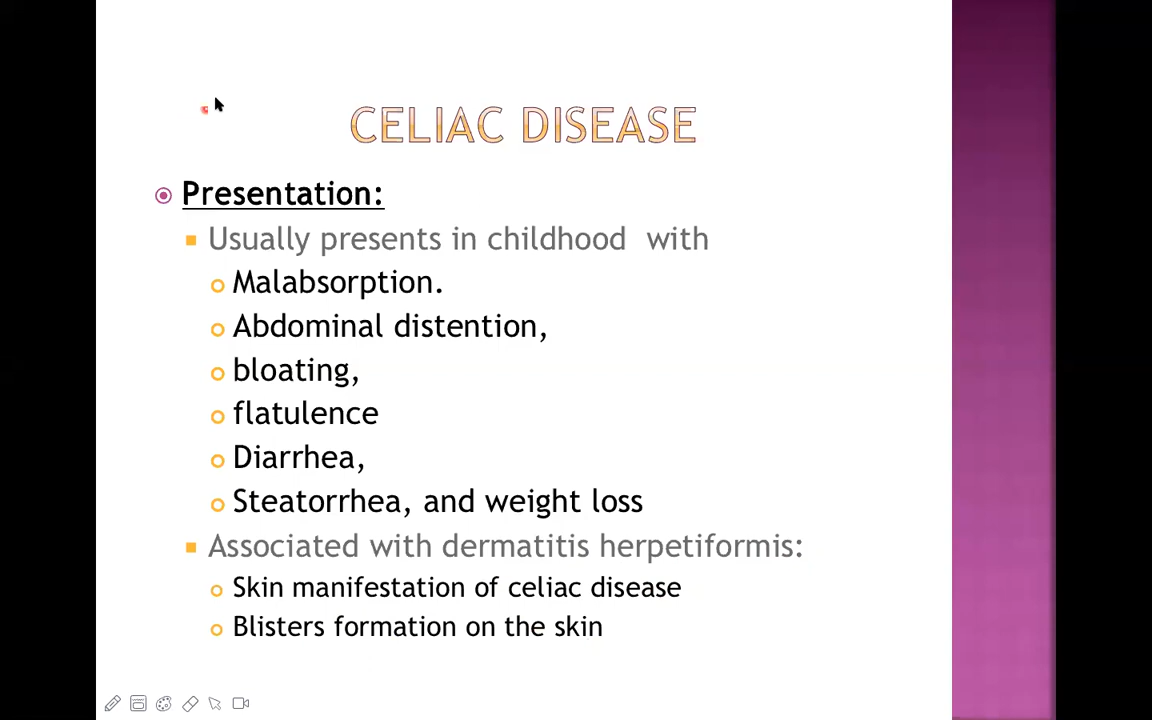 CELIAC DISEASE
Presentation:
Usually presents in childhood with
Malabsorption.
Abdominal distention,
bloating,
flatulence
Diarrhea,
Steatorrhea, and weight loss
Associated with dermatitis herpetiformis:
Skin manifestation of celiac disease
Blisters formation on the skin